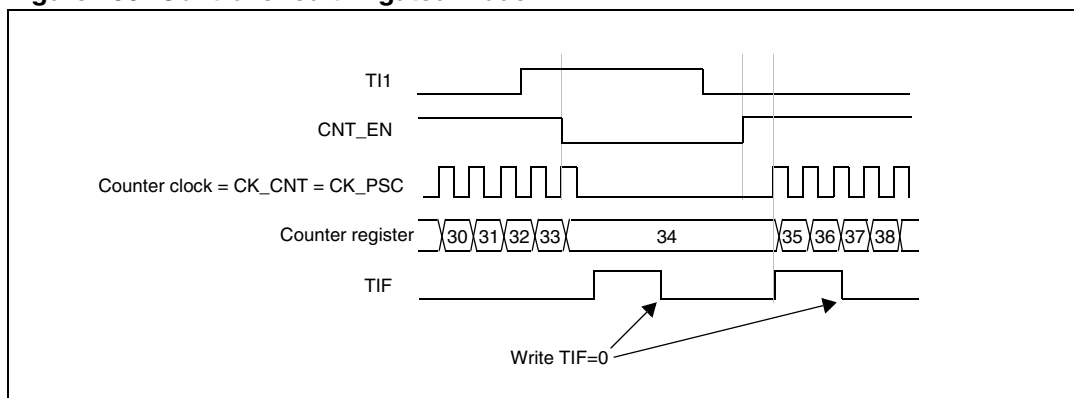 TI1
CNT_EN
Counter clock = CK_CNT = CK_PSC
Counter register 30 31 32 33 34 35 36 37 38
TIF
Write TIF=0